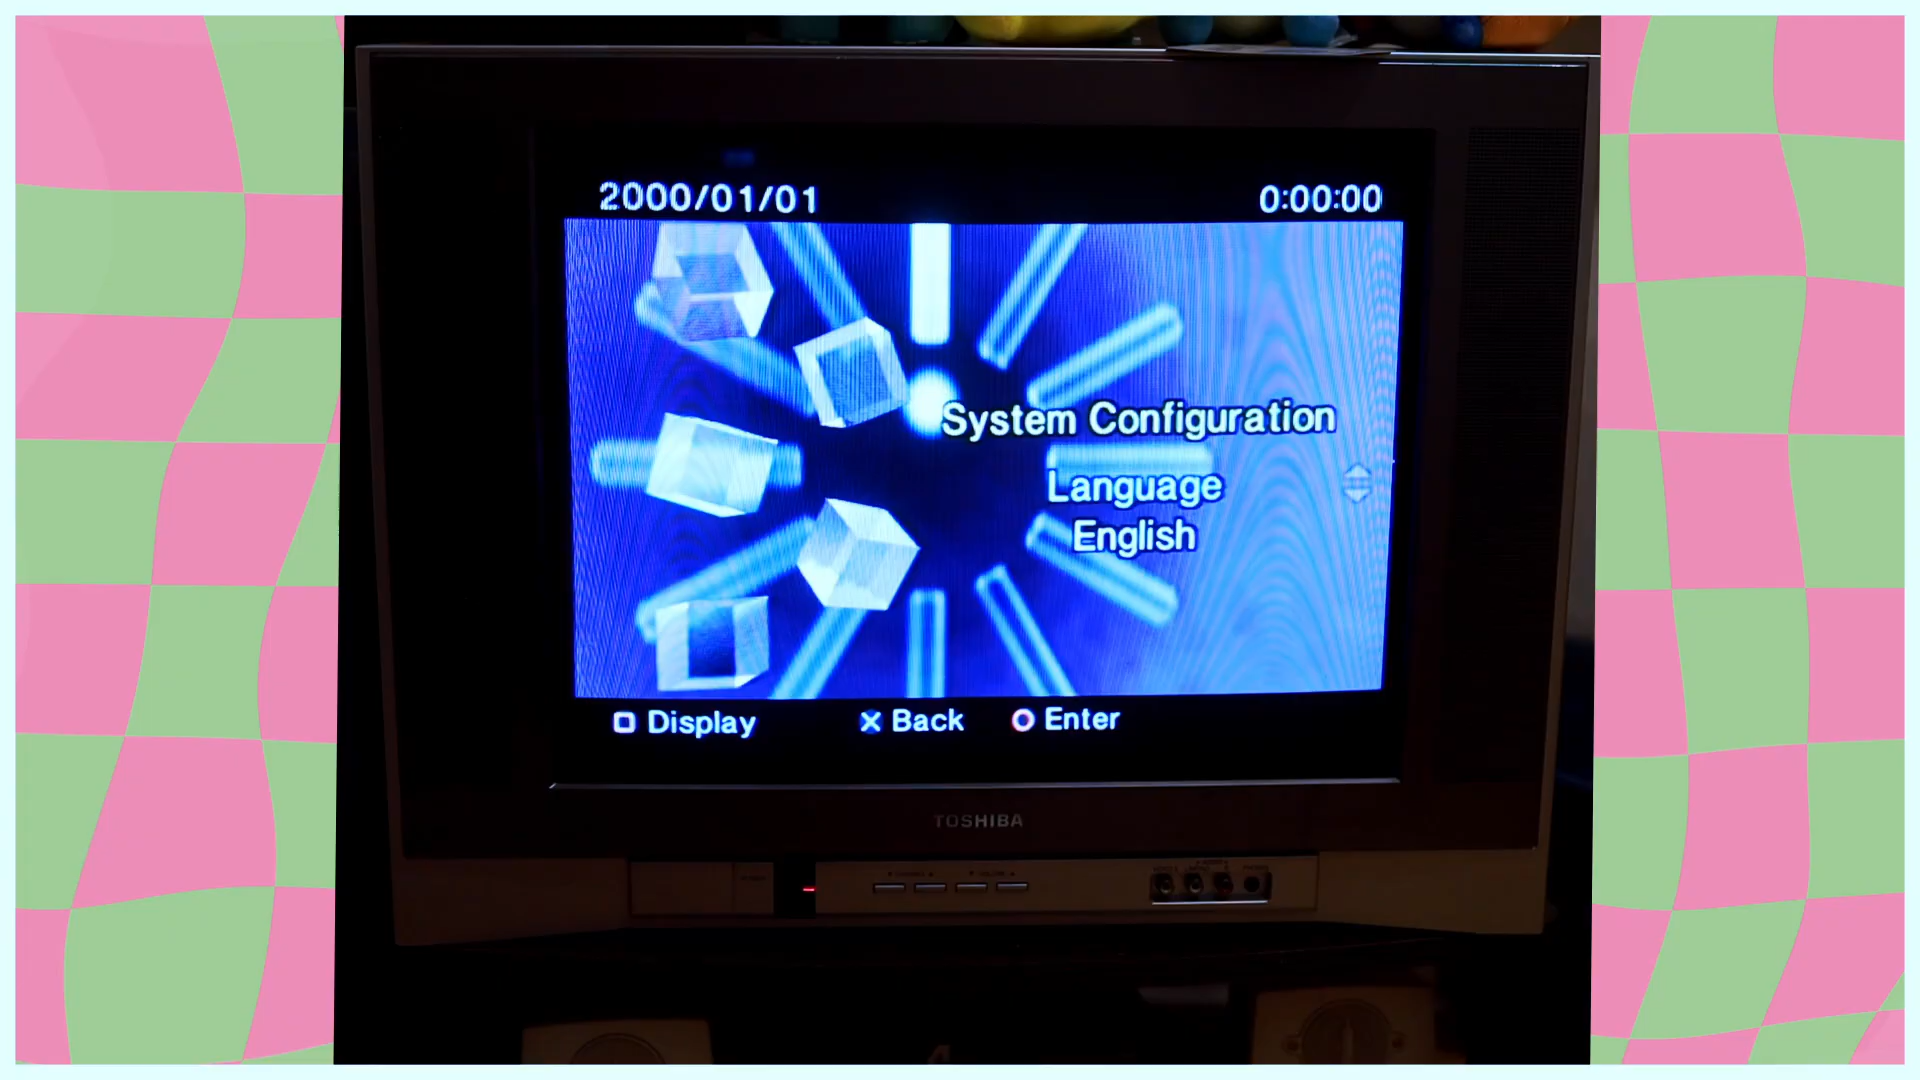 2000/01/01 0:00:00
System Configuration
Language
English
Display Back Enter
TOSHIBA